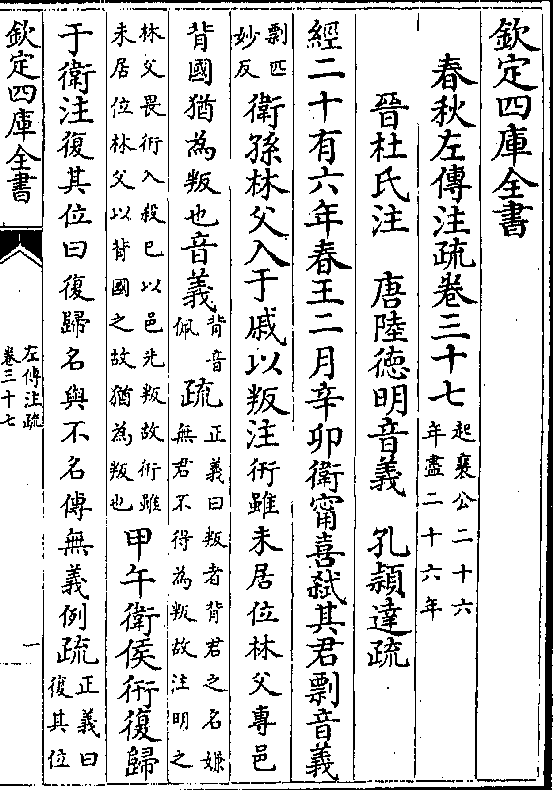 欽定四庫全書
春秋左傳注疏卷三十七
起襄公二十六
年盡二十六年
晉杜氏注 唐陸德明音義 孔穎達疏
經二十有六年春王二月辛卯衛甯喜弒其君剽音義
剽匹
妙反
衛孫林父入于戚以叛注衎雖未居位林父專邑
背國猶為叛也音義
背音
佩
疏
正義曰叛者背君之名嫌
無君不得為叛故注明之
林父畏衎入殺已以邑先叛故衎雖
未居位林父以背國之故猶為叛也
甲午衛侯衎復歸
于衛注復其位曰復歸名與不名傳無義例疏
正義曰
復其位
欽定四庫全書
左傳注疏
卷三十七
一